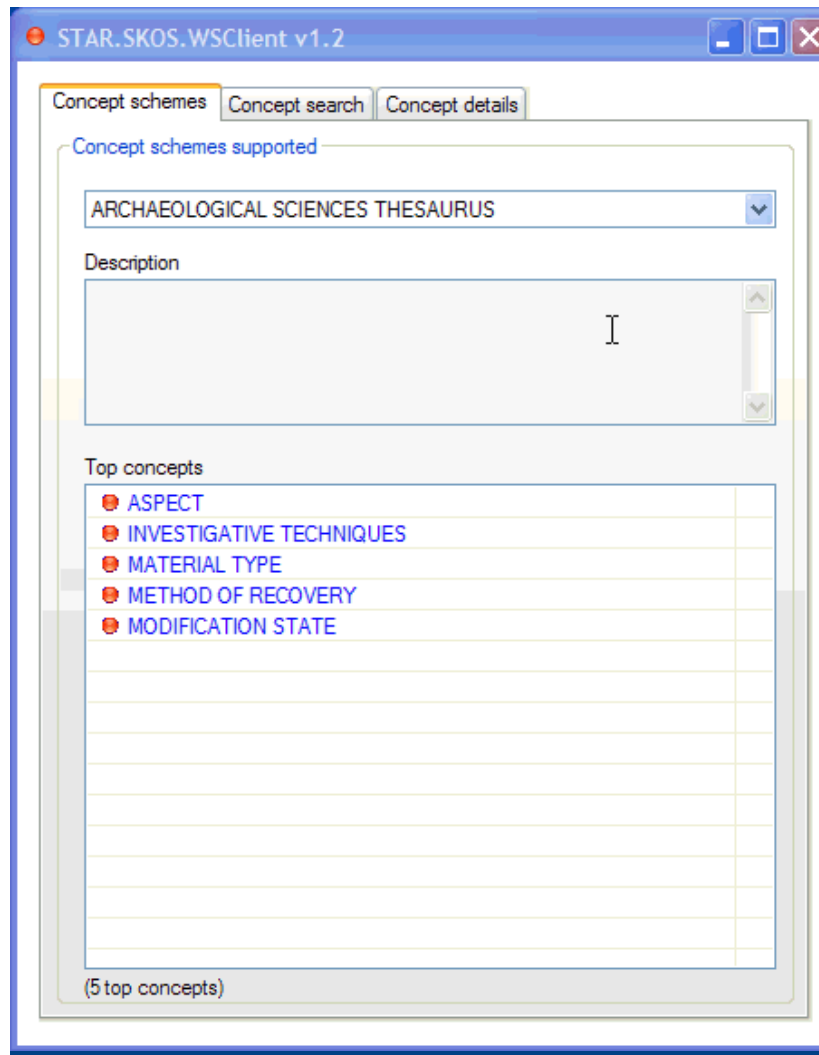 STAR.SKOS.WSClient v1.2
Concept schemes Concept search Concept details
Concept schemes supported
ARCHAEOLOGICAL SCIENCES THESAURUS
Description
Top concepts
ASPECT
INVESTIGATIVE TECHNIQUES
MATERIAL TYPE
METHOD OF RECOVERY
MODIFICATION STATE
(5 top concepts)